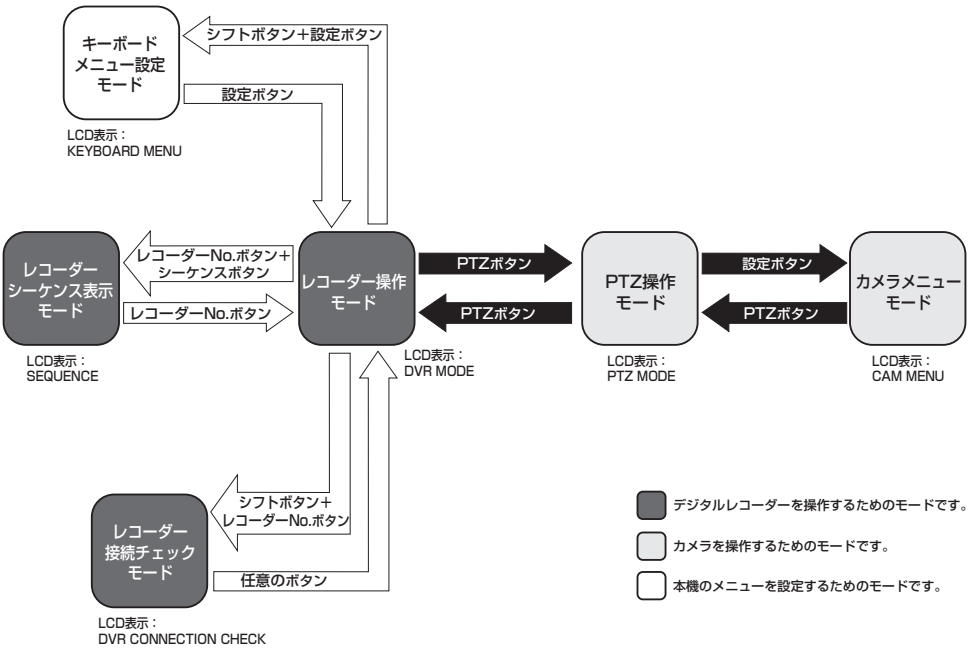 シフトボタン＋設定ボタン
キーボード
メニュー設定
モード
設定ボタン
LCD表示：
KEYBOARD MENU
レコーダー
シーケンス表示
モード
レコーダーNo.ボタン＋
シーケンスボタン
レコーダーNo.ボタン
LCD表示：
SEQUENCE
レコーダー操作
モード
LCD表示：
DVR MODE
PTZボタン
PTZボタン
PTZ操作
モード
LCD表示：
PTZ MODE
設定ボタン
PTZボタン
カメラメニュー
モード
LCD表示：
CAM MENU
シフトボタン＋
レコーダーNo.ボタン
レコーダー
接続チェック
モード
任意のボタン
LCD表示：
DVR CONNECTION CHECK
デジタルレコーダーを操作するためのモードです。
カメラを操作するためのモードです。
本機のメニューを設定するためのモードです。